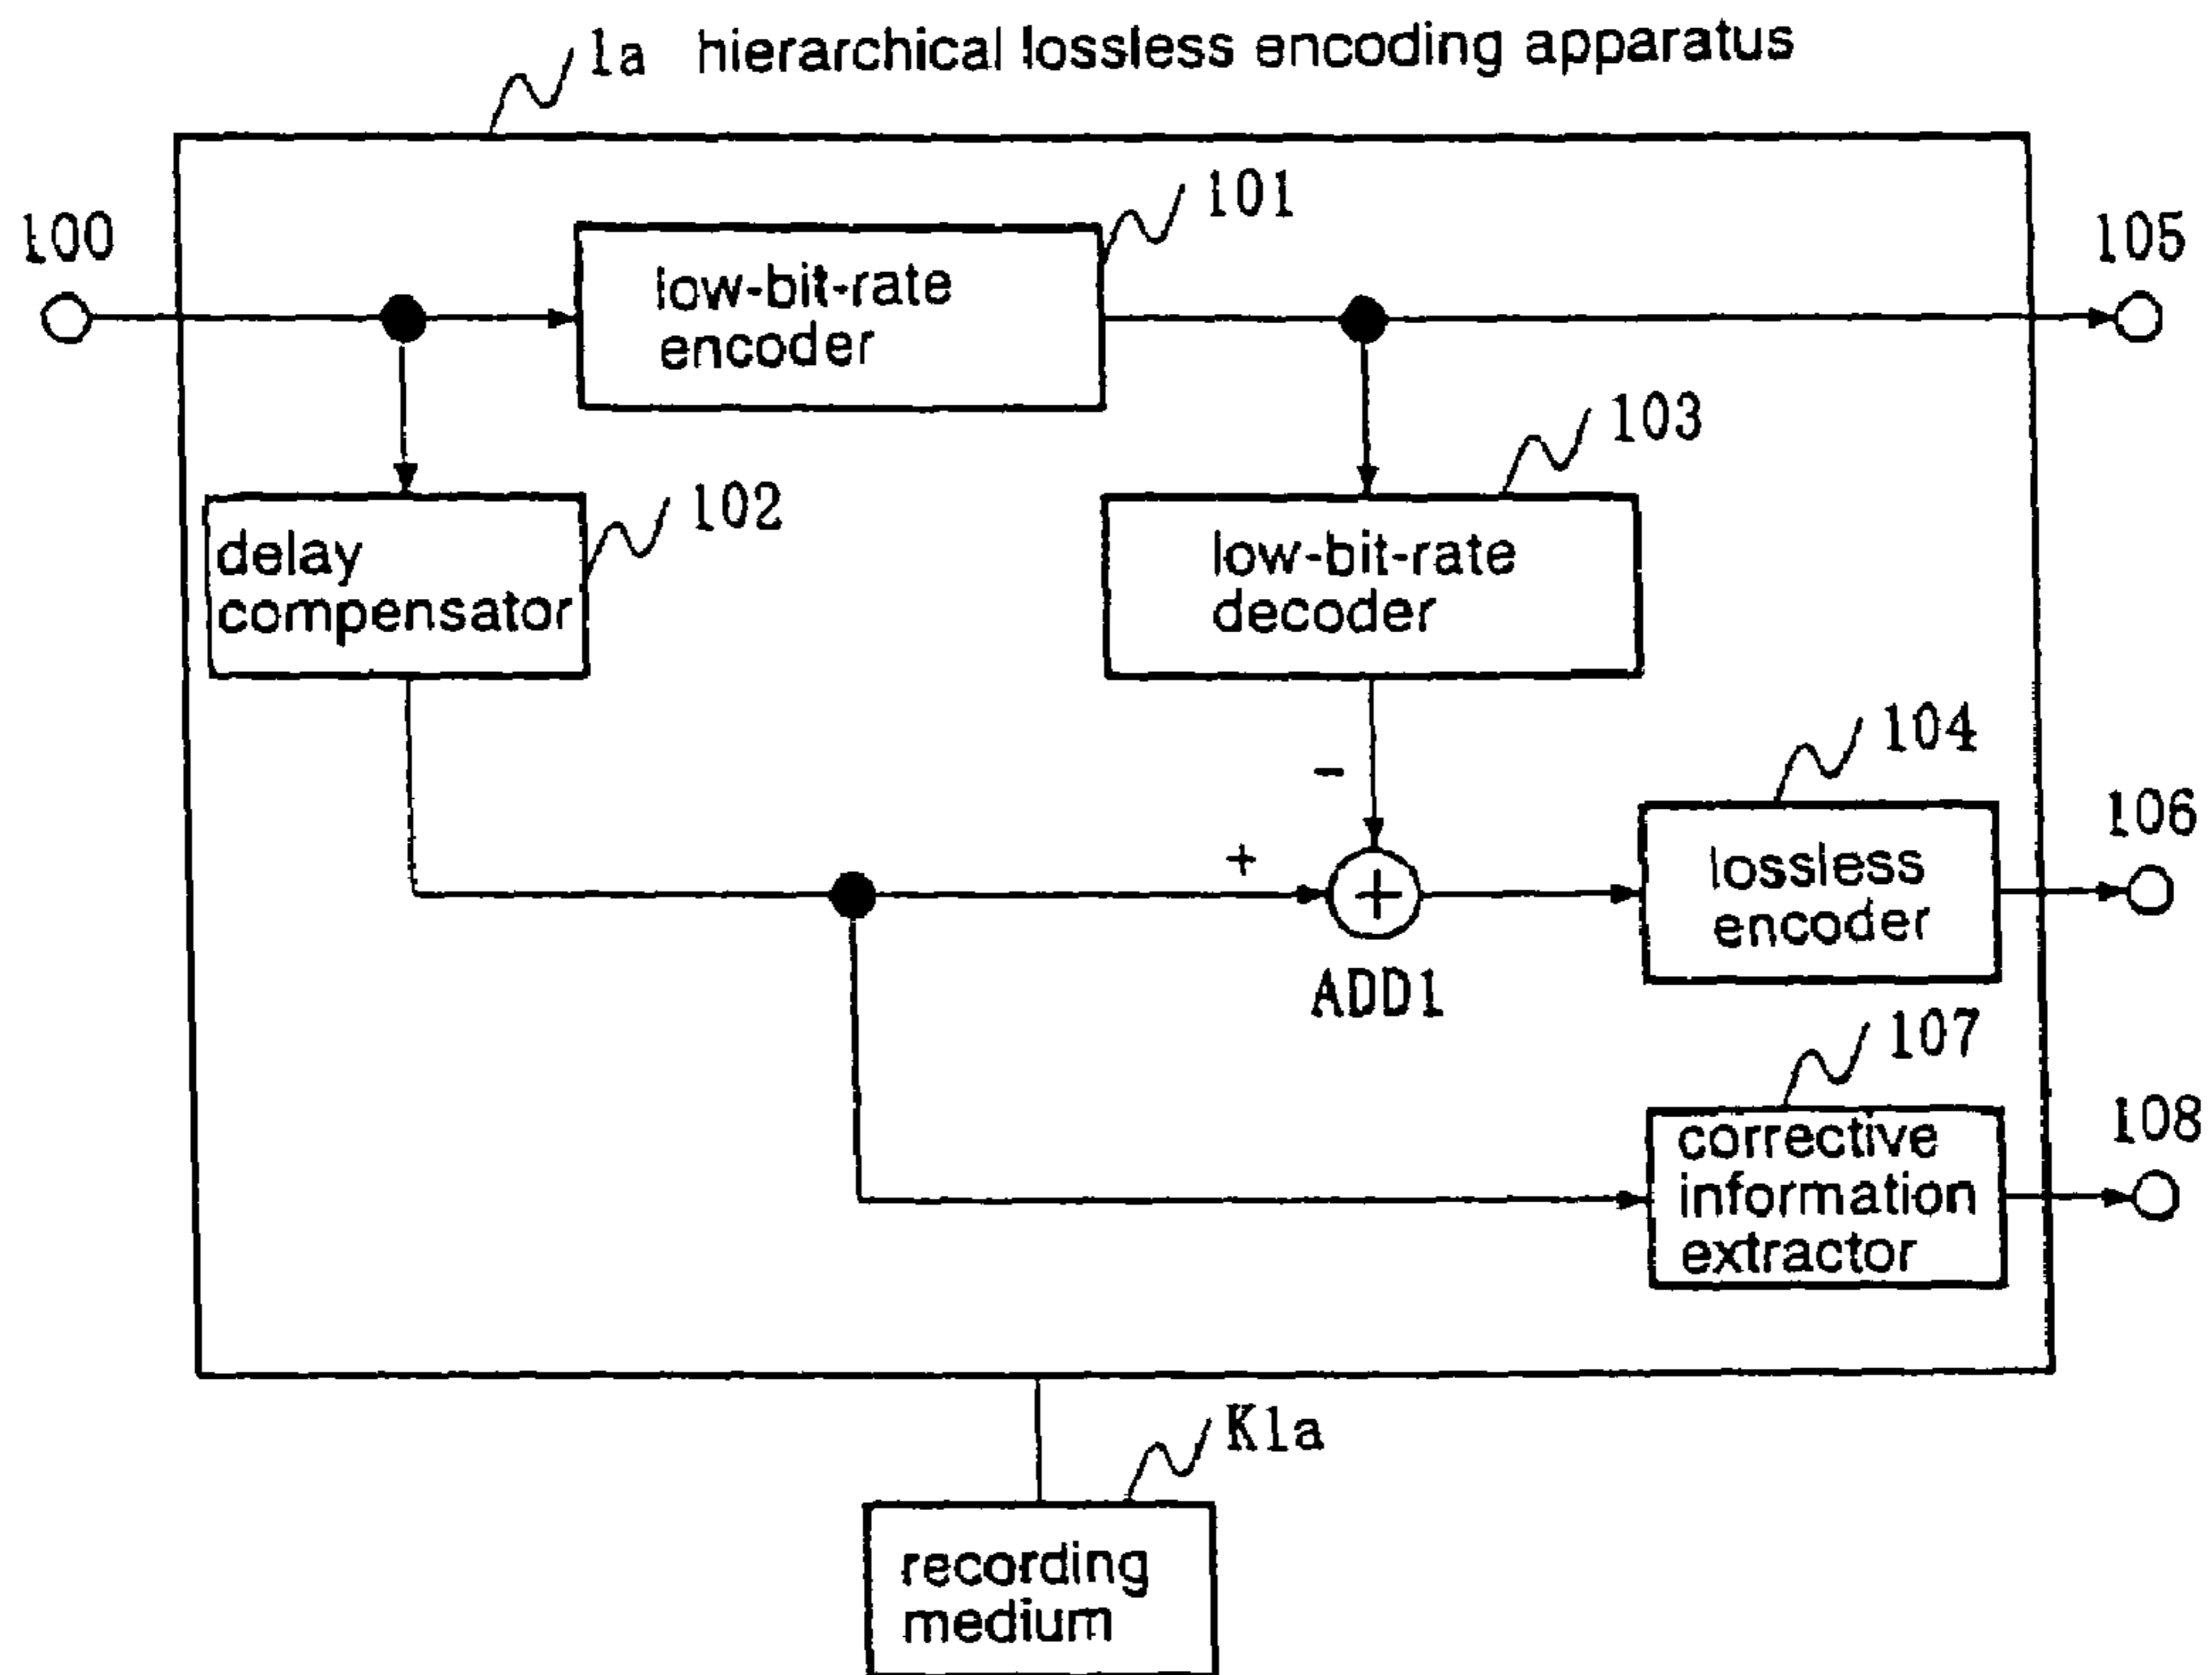 1a hierarchical lossless encoding apparatus
101
100
105
low-bit-rate
encoder
103
102
delay
compensator
low-bit-rate
decoder
104
-
106
+
lossless
encoder
+
ADD1
107
108
corrective
information
extractor
K1a
recording
medium